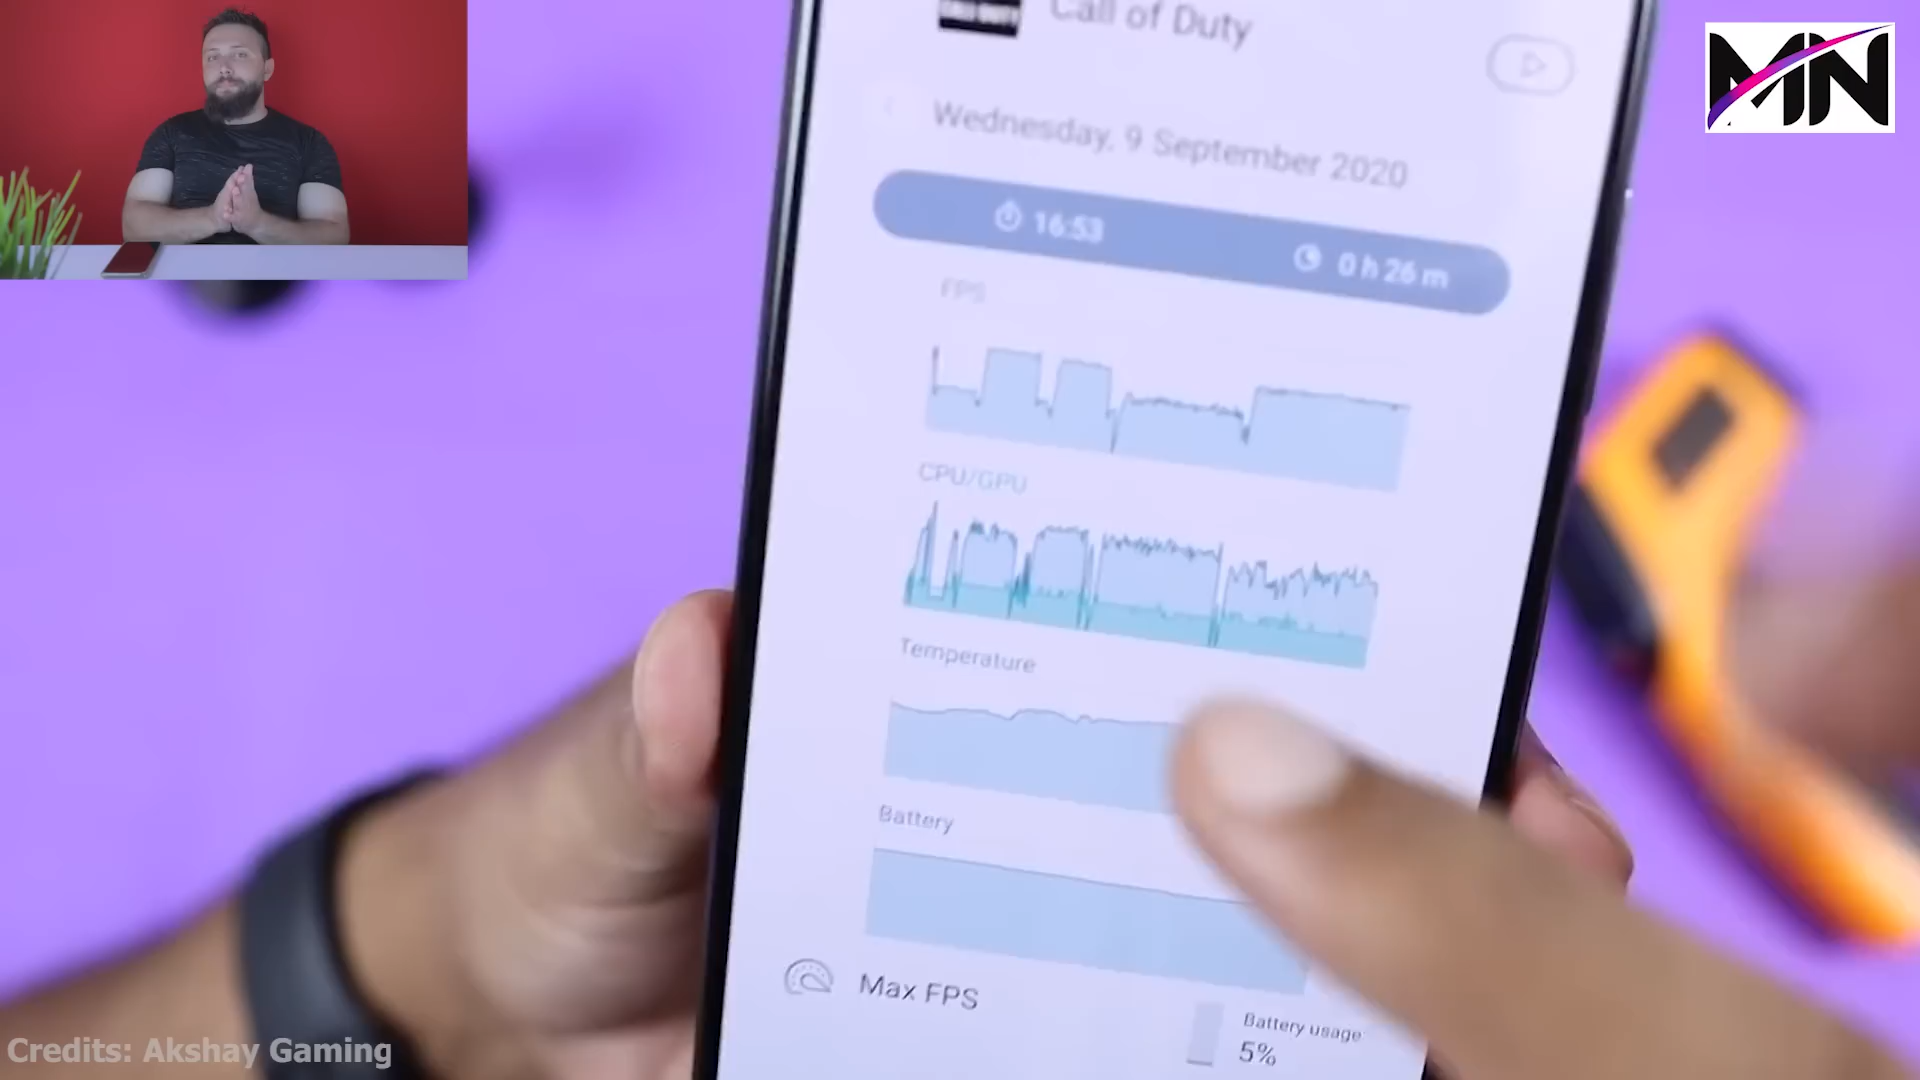 Call of Duty
MN
Wednesday, 9 September 2020
16:53
0 h 26 m
FPS
CPU/GPU
Temperature
Battery
Max FPS
Battery usage
5%
Credits: Akshay Gaming